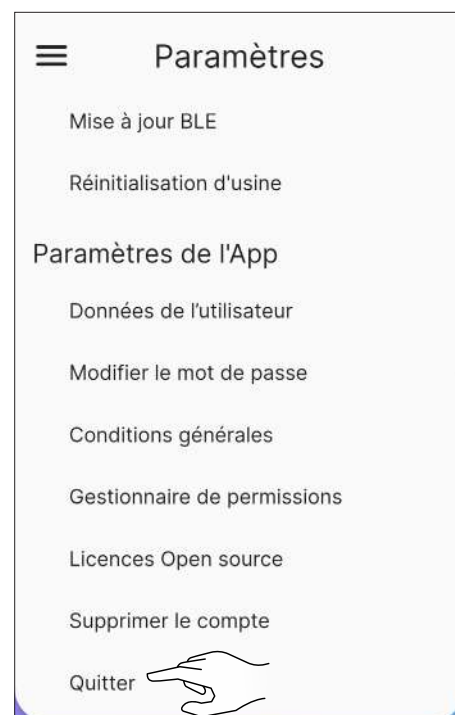 Paramètres
Mise à jour BLE
Réinitialisation d'usine
Paramètres de l'App
Données de l'utilisateur
Modifier le mot de passe
Conditions générales
Gestionnaire de permissions
Licences Open source
Supprimer le compte
Quitter